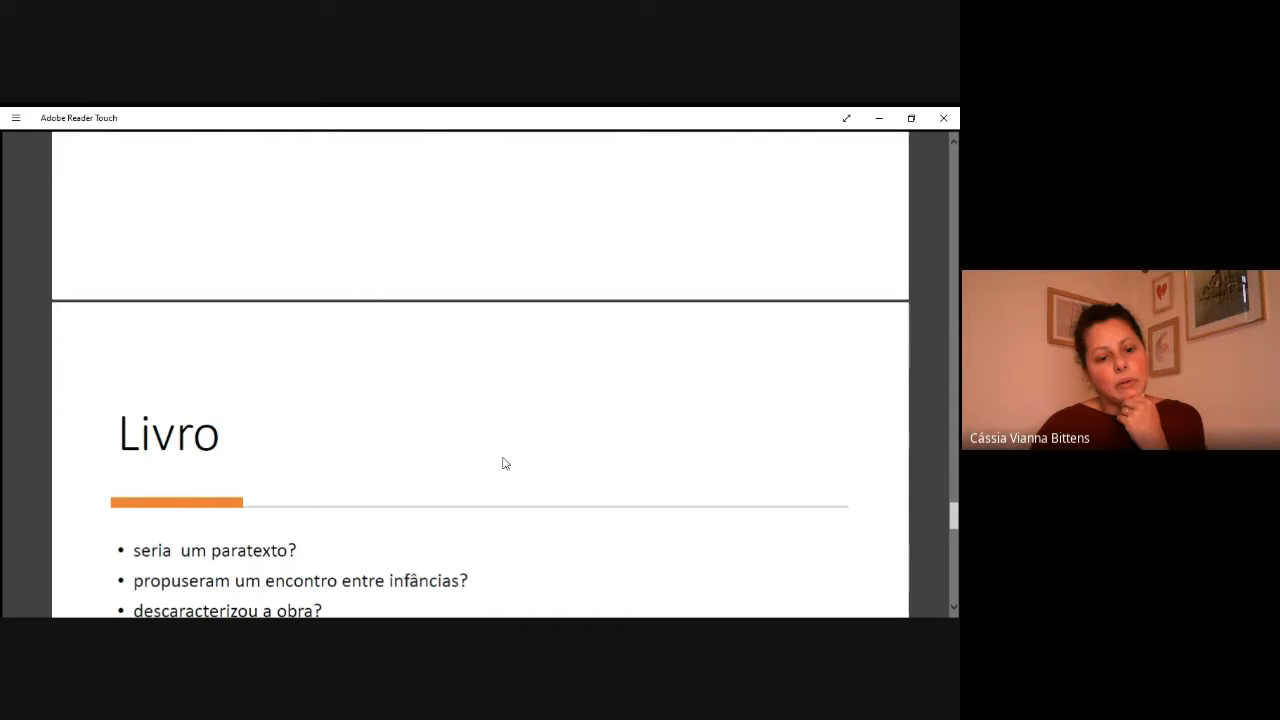 Adobe Reader Touch
Livro
• seria um paratexto?
• propuseram um encontro entre infâncias?
• descaracterizou a obra?
Cássia Vianna Bittens